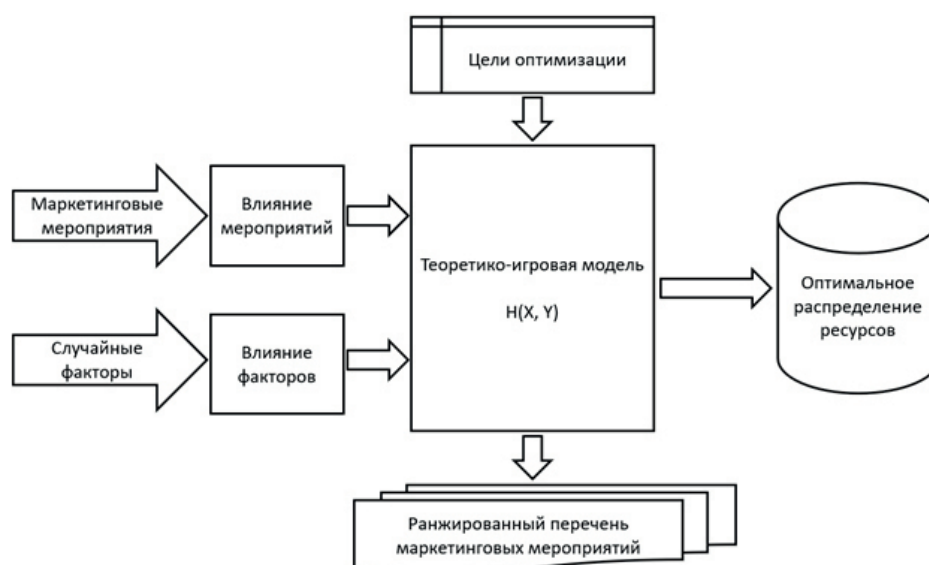 Цели оптимизации
Маркетинговые
мероприятия
Влияние
мероприятий
Теоретико-игровая модель
H(X, Y)
Оптимальное
распределение
ресурсов
Случайные
факторы
Влияние
факторов
Ранжированный перечень
маркетинговых мероприятий